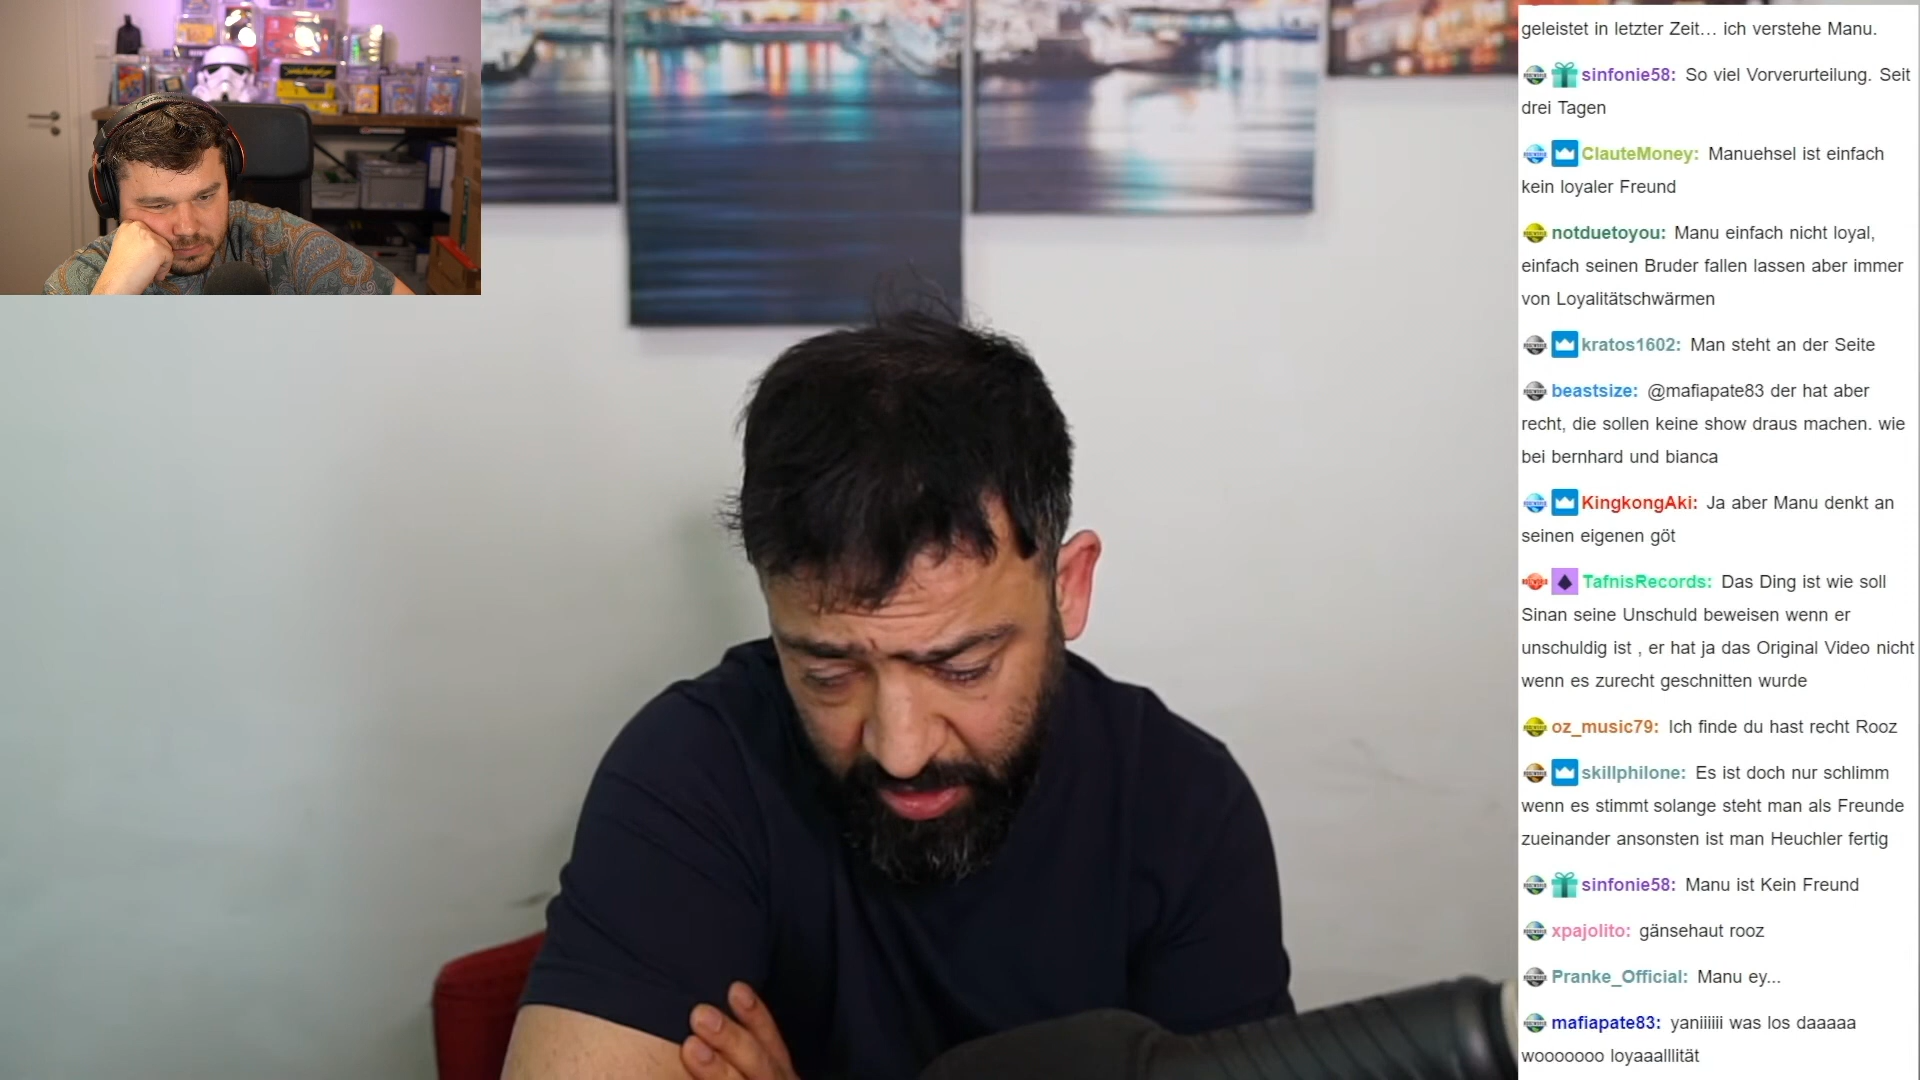 geleistet in letzter Zeit… ich verstehe Manu.
sinfonie58: So viel Vorverurteilung. Seit
drei Tagen
ClauteMoney: Manuehsel ist einfach
kein loyaler Freund
notduetoyou: Manu einfach nicht loyal,
einfach seinen Bruder fallen lassen aber immer
von Loyalitätschwärmen
kratos1602: Man steht an der Seite
beastsize: @mafiapate83 der hat aber
recht, die sollen keine show draus machen. wie
bei bernhard und bianca
KingkongAki: Ja aber Manu denkt an
seinen eigenen göt
TafnisRecords: Das Ding ist wie soll
Sinan seine Unschuld beweisen wenn er
unschuldig ist , er hat ja das Original Video nicht
wenn es zurecht geschnitten wurde
oz_music79: Ich finde du hast recht Rooz
skillphilone: Es ist doch nur schlimm
wenn es stimmt solange steht man als Freunde
zueinander ansonsten ist man Heuchler fertig
sinfonie58: Manu ist Kein Freund
xpajolito: gänsehaut rooz
Pranke_Official: Manu ey...
mafiapate83: yaniiiiii was los daaaaa
wooooooo loyaaalllität